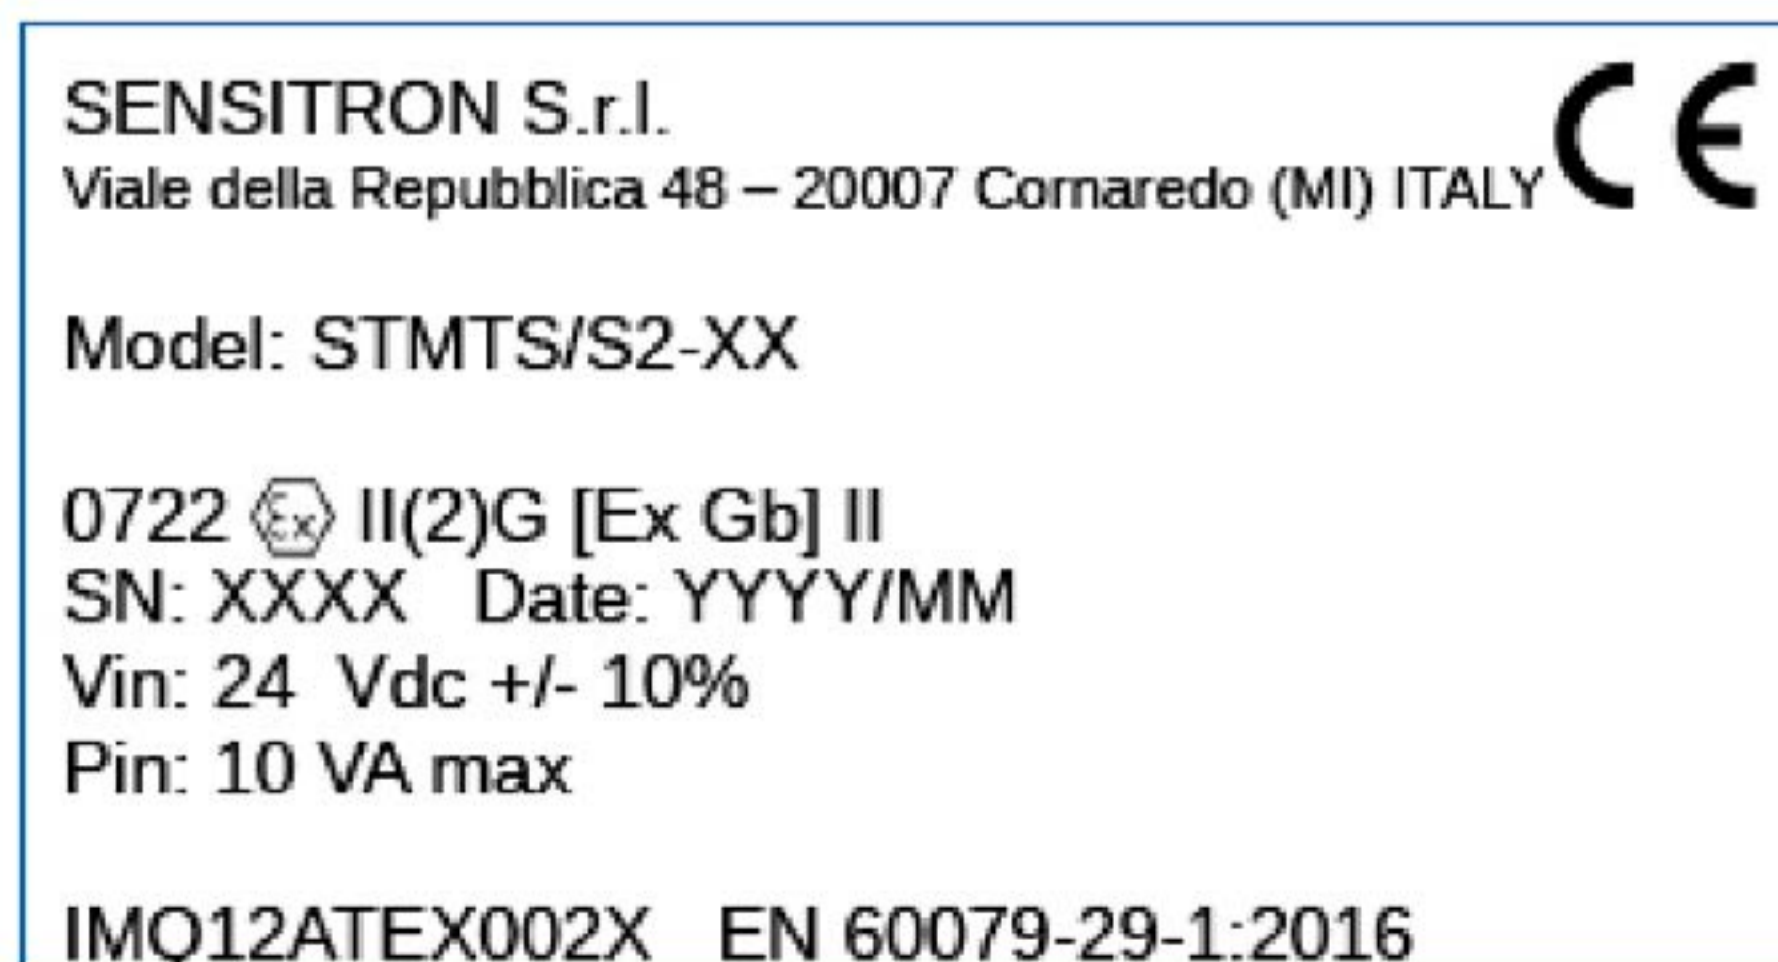 SENSITRON S.r.l.
Viale della Repubblica 48 – 20007 Cornaredo (MI) ITALY
CE
Model: STMTS/S2-XX
0722 Ex II(2)G [Ex Gb] II
SN: XXXX Date: YYYY/MM
Vin: 24 Vdc +/- 10%
Pin: 10 VA max
IMQ12ATEX002X EN 60079-29-1:2016